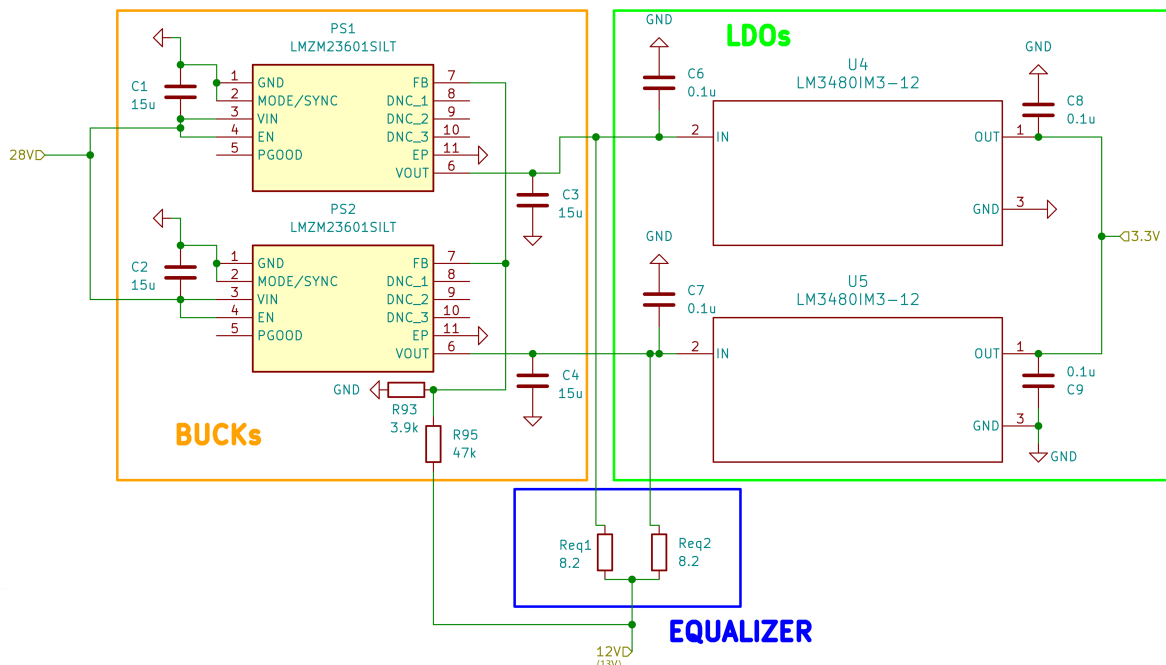 BUCKs
PS1
LMZM23601SILT
1 GND
2 MODE/SYNC
3 VIN
4 EN
5 PGOOD
FB 7
DNC_1 8
DNC_2 9
DNC_3 10
EP 11
VOUT 6
C1
15u
28V
C3
15u
PS2
LMZM23601SILT
1 GND
2 MODE/SYNC
3 VIN
4 EN
5 PGOOD
FB 7
DNC_1 8
DNC_2 9
DNC_3 10
EP 11
VOUT 6
C2
15u
C4
15u
GND
R93
3.9k
R95
47k
LDOs
GND
C6
0.1u
U4
LM3480IM3-12
2 IN
OUT 1
GND 3
GND
C8
0.1u
3.3V
GND
C7
0.1u
U5
LM3480IM3-12
2 IN
OUT 1
GND 3
0.1u
C9
GND
Req1
8.2
Req2
8.2
EQUALIZER
12V
(13V)